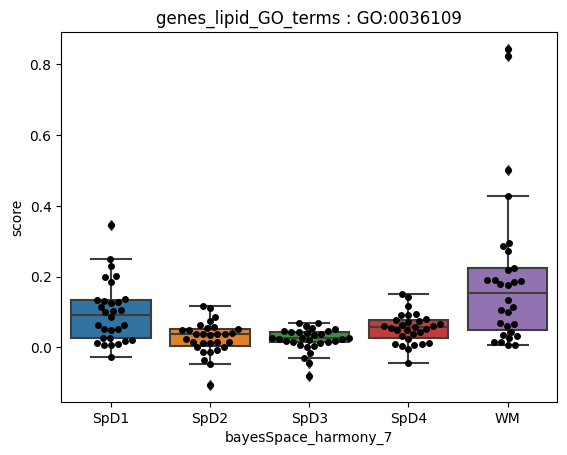 genes_lipid_GO_terms : GO:0036109
0.8
0.6
0.4
0.2
0.0
score
SpD1 SpD2 SpD3 SpD4 WM
bayesSpace_harmony_7